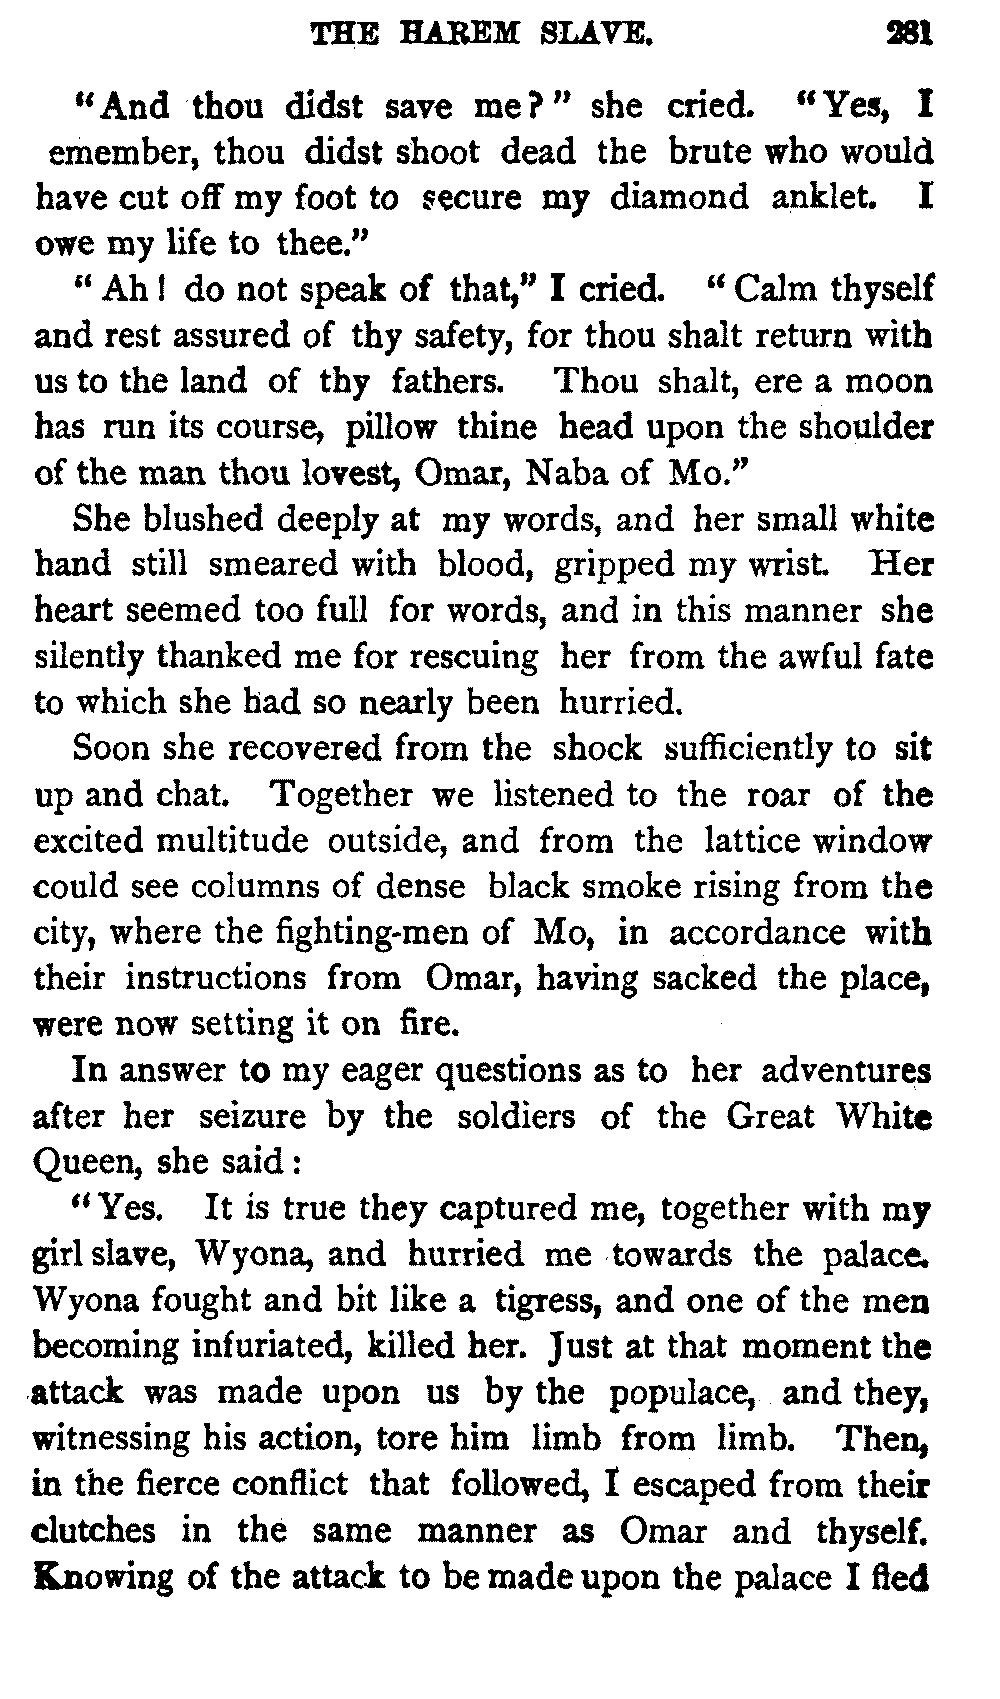 THE HAREM SLAVE. 281
"And thou didst save me?" she cried. "Yes, I
emember, thou didst shoot dead the brute who would
have cut off my foot to secure my diamond anklet. I
owe my life to thee."
"Ah! do not speak of that," I cried. "Calm thyself
and rest assured of thy safety, for thou shalt return with
us to the land of thy fathers. Thou shalt, ere a moon
has run its course, pillow thine head upon the shoulder
of the man thou lovest, Omar, Naba of Mo."
She blushed deeply at my words, and her small white
hand still smeared with blood, gripped my wrist. Her
heart seemed too full for words, and in this manner she
silently thanked me for rescuing her from the awful fate
to which she had so nearly been hurried.
Soon she recovered from the shock sufficiently to sit
up and chat. Together we listened to the roar of the
excited multitude outside, and from the lattice window
could see columns of dense black smoke rising from the
city, where the fighting-men of Mo, in accordance with
their instructions from Omar, having sacked the place,
were now setting it on fire.
In answer to my eager questions as to her adventures
after her seizure by the soldiers of the Great White
Queen, she said:
"Yes. It is true they captured me, together with my
girl slave, Wyona, and hurried me towards the palace.
Wyona fought and bit like a tigress, and one of the men
becoming infuriated, killed her. Just at that moment the
attack was made upon us by the populace, and they,
witnessing his action, tore him limb from limb. Then,
in the fierce conflict that followed, I escaped from their
clutches in the same manner as Omar and thyself.
Knowing of the attack to be made upon the palace I fled